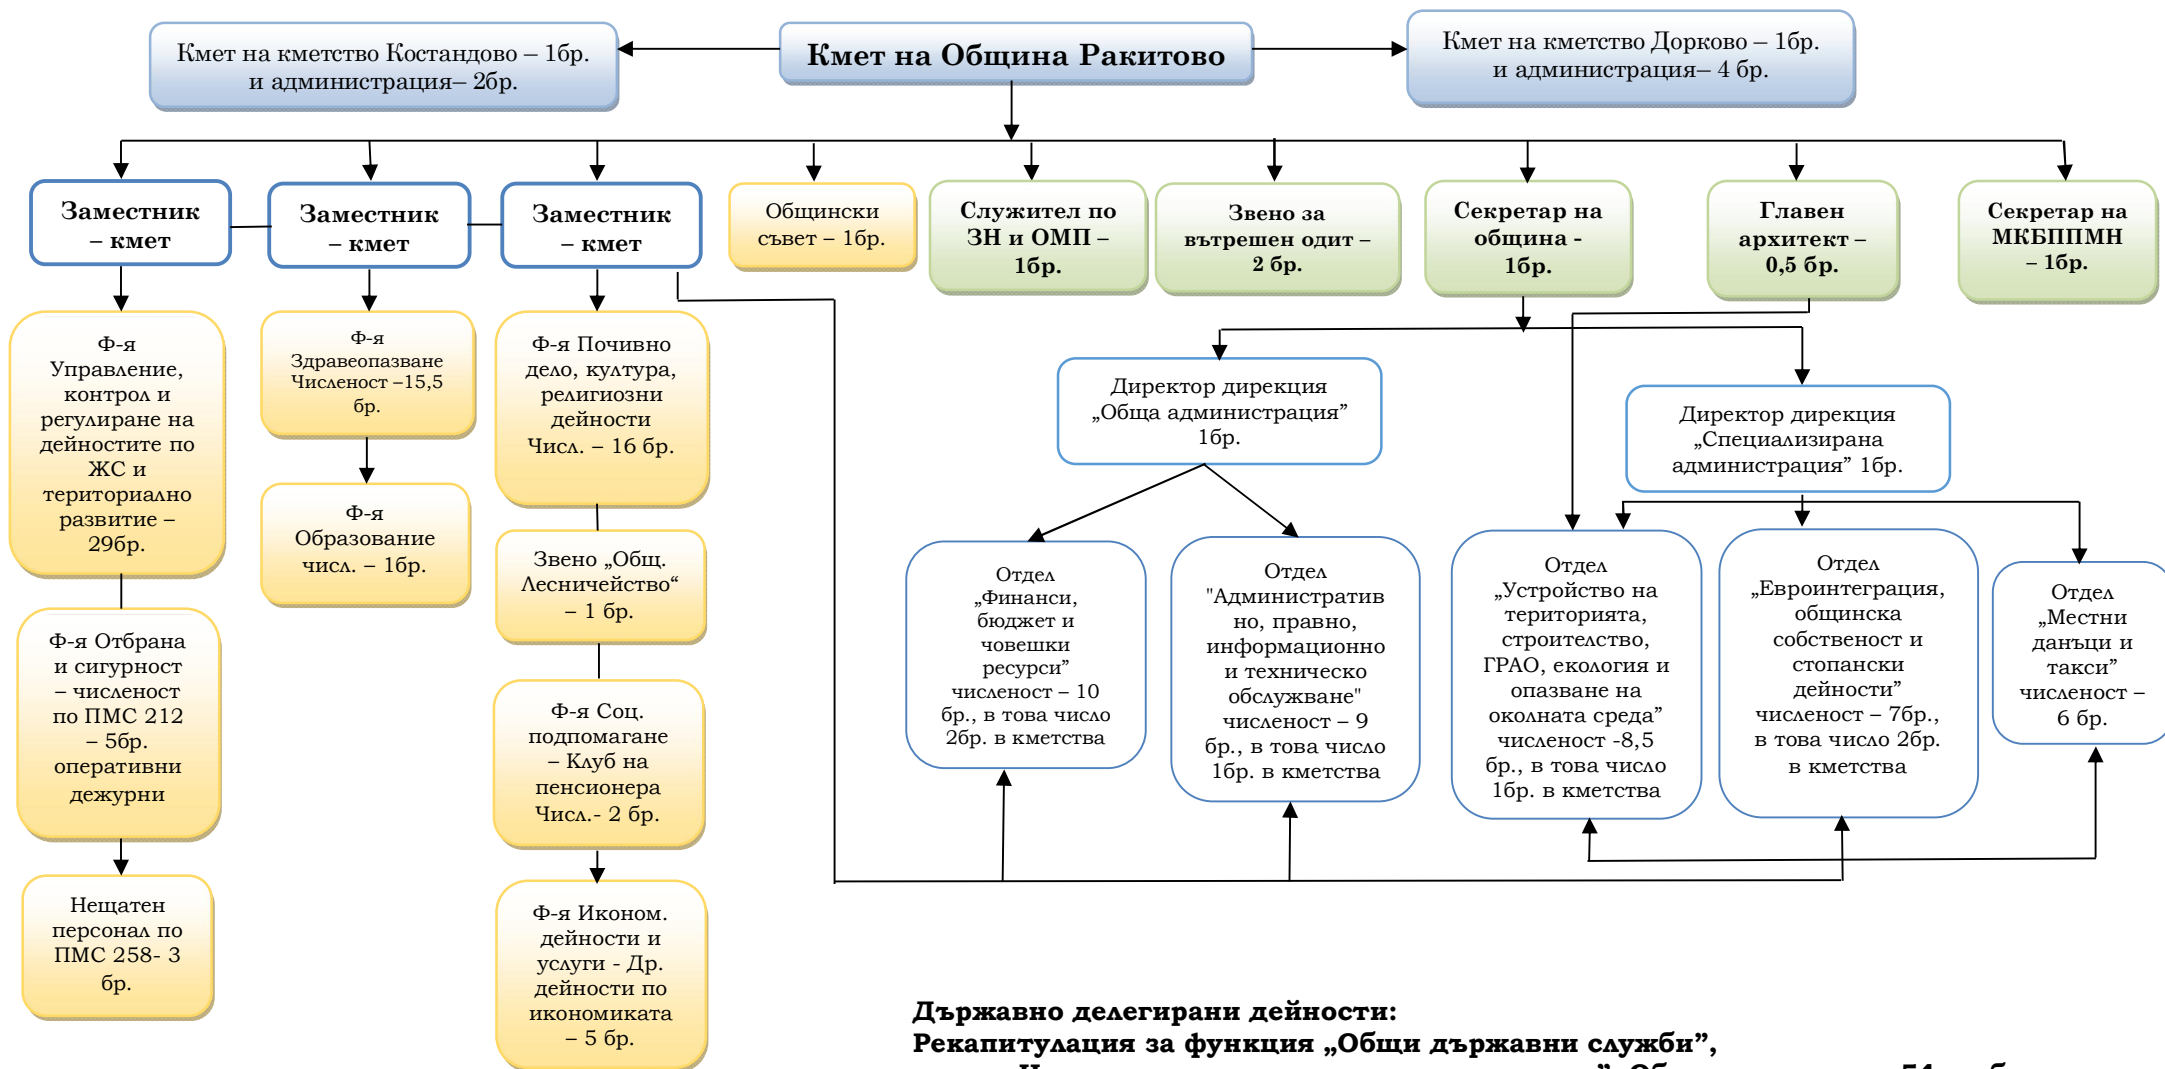 Кмет на кметство Костандово – 1бр.
и администрация– 2бр.
Кмет на Община Ракитово
Кмет на кметство Дорково – 1бр.
и администрация– 4 бр.
Заместник
– кмет
Заместник
– кмет
Заместник
– кмет
Общински
съвет – 1бр.
Служител по
ЗН и ОМП –
1бр.
Звено за
вътрешен одит –
2 бр.
Секретар на
община -
1бр.
Главен
архитект –
0,5 бр.
Секретар на
МКБППМН
– 1бр.
Ф-я
Управление,
контрол и
регулиране на
дейностите по
ЖС и
териториално
развитие –
29бр.
Ф-я
Здравеопазване
Численост –15,5
бр.
Ф-я Почивно
дело, култура,
религиозни
дейности
Числ. – 16 бр.
Директор дирекция
„Обща администрация”
1бр.
Директор дирекция
„Специализирана
администрация” 1бр.
Ф-я
Образование
числ. – 1бр.
Звено „Общ.
Лесничейство“
– 1 бр.
Отдел
„Финанси,
бюджет и
човешки
ресурси”
численост – 10
бр., в това число
2бр. в кметства
Отдел
"Административ
но, правно,
информационно
и техническо
обслужване"
численост – 9
бр., в това число
1бр. в кметства
Отдел
„Устройство на
територията,
строителство,
ГРАО, екология и
опазване на
околната среда”
численост -8,5
бр., в това число
1бр. в кметства
Отдел
„Евроинтеграция,
общинска
собственост и
стопански
дейности”
численост – 7бр.,
в това число 2бр.
в кметства
Отдел
„Местни
данъци и
такси”
численост –
6 бр.
Ф-я Отбрана
и сигурност
– численост
по ПМС 212
– 5бр.
оперативни
дежурни
Ф-я Соц.
подпомагане
– Клуб на
пенсионера
Числ.- 2 бр.
Нещатен
персонал по
ПМС 258- 3
бр.
Ф-я Иконом.
дейности и
услуги - Др.
дейности по
икономиката
– 5 бр.
Държавно делегирани дейности:
Рекапитулация за функция „Общи държавни служби”,